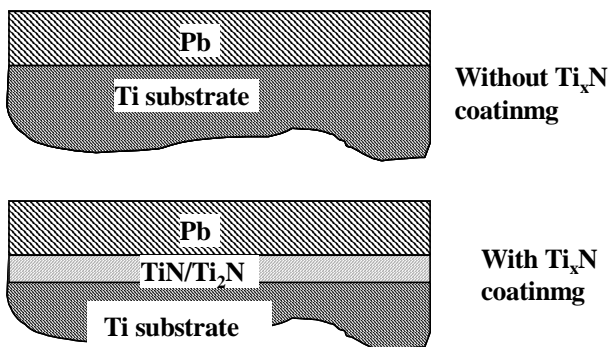 Pb
Ti substrate
Without TiₓN
coatinmg
Pb
TiN/Ti₂N
Ti substrate
With TiₓN
coatinmg